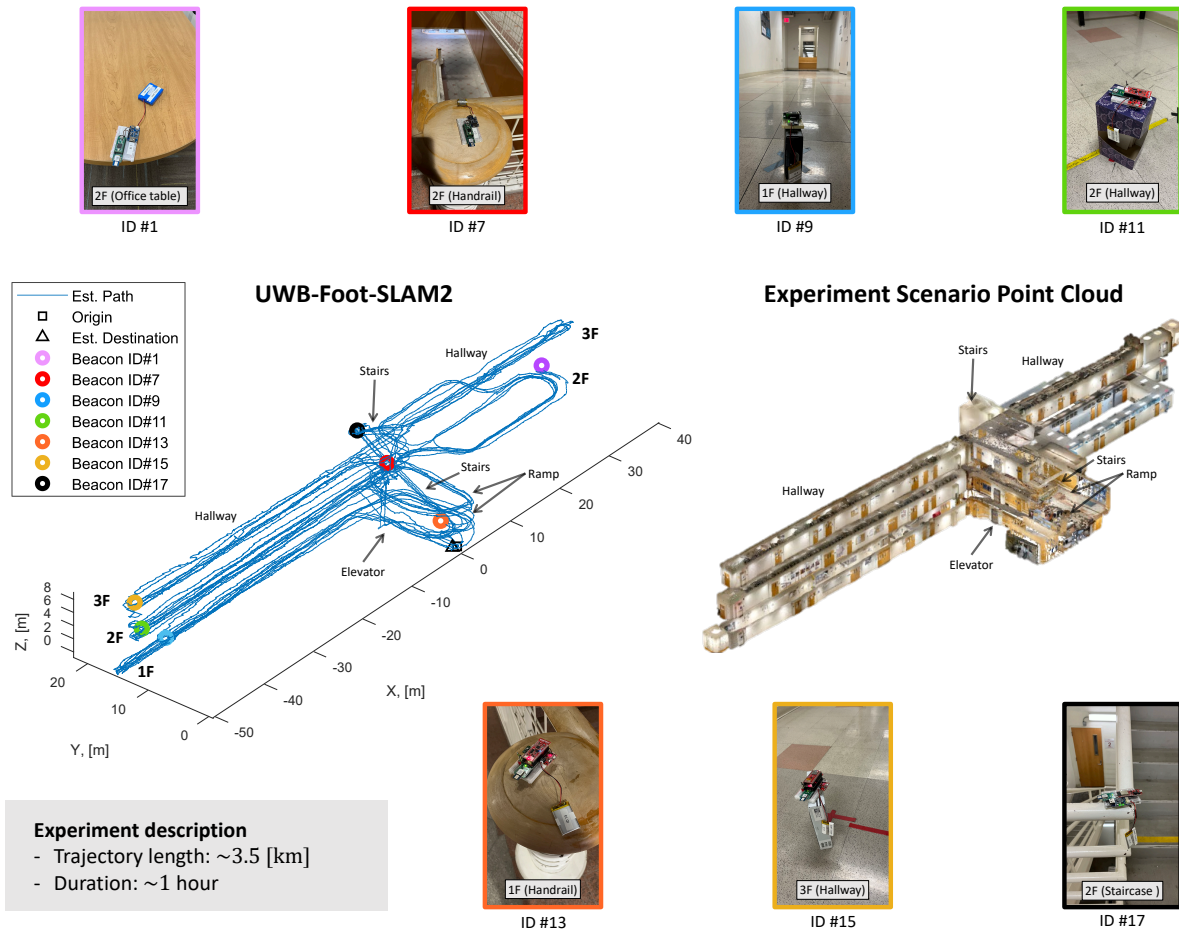 2F (Office table)
ID #1
2F (Handrail)
ID #7
1F (Hallway)
ID #9
2F (Hallway)
ID #11
UWB-Foot-SLAM2
Est. Path
Origin
Est. Destination
Beacon ID#1
Beacon ID#7
Beacon ID#9
Beacon ID#11
Beacon ID#13
Beacon ID#15
Beacon ID#17
3F
Hallway
Stairs
2F
Stairs
Ramp
Hallway
Elevator
3F
2F
1F
8
6
4
2
0
Z, [m]
20
10
0
Y, [m]
-50
-40
-30
-20
-10
0
10
20
30
40
X, [m]
Experiment Scenario Point Cloud
Stairs
Hallway
Stairs
Ramp
Hallway
Elevator
Experiment description
- Trajectory length: ~3.5 [km]
- Duration: ~1 hour
1F (Handrail)
ID #13
3F (Hallway)
ID #15
2F (Staircase )
ID #17